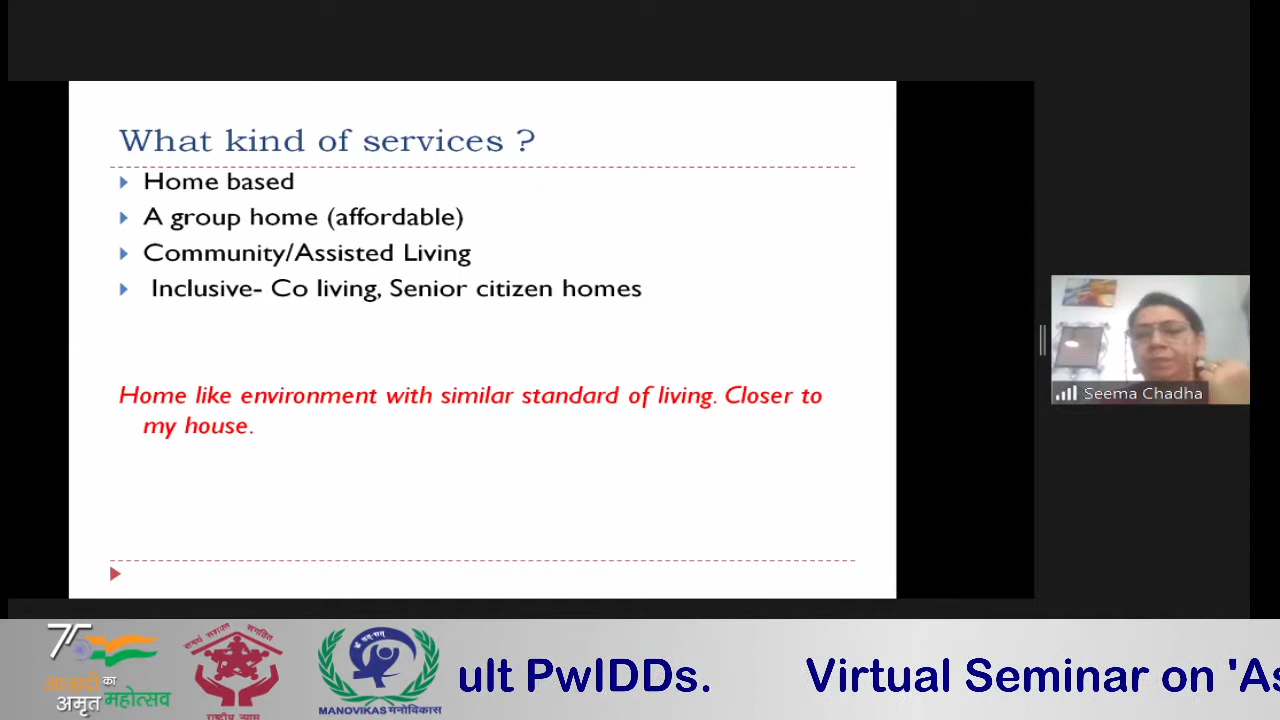 What kind of services ?
Home based
A group home (affordable)
Community/Assisted Living
Inclusive- Co living, Senior citizen homes
Home like environment with similar standard of living. Closer to
my house.
Seema Chadha
75
आज़ादी का
अमृत महोत्सव
राष्ट्रीय न्यास
MANOVIKAS मनोविकास
ult PwIDDs. Virtual Seminar on 'As